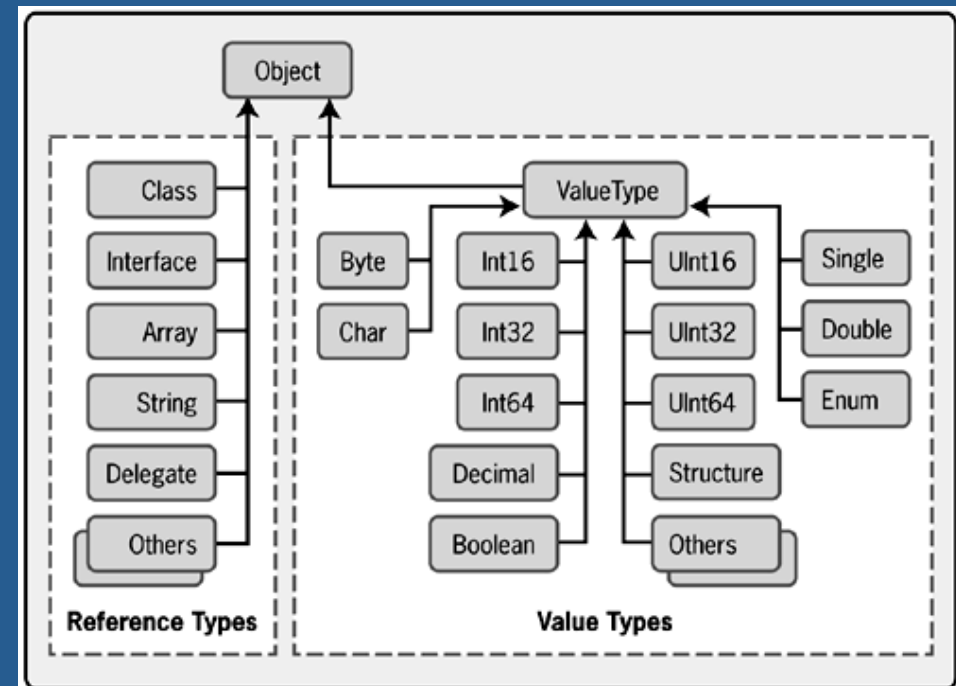 Object
Class
Interface
Array
String
Delegate
Others
Reference Types
ValueType
Byte
Char
Int16
Int32
Int64
Decimal
Boolean
UInt16
UInt32
UInt64
Structure
Others
Single
Double
Enum
Value Types